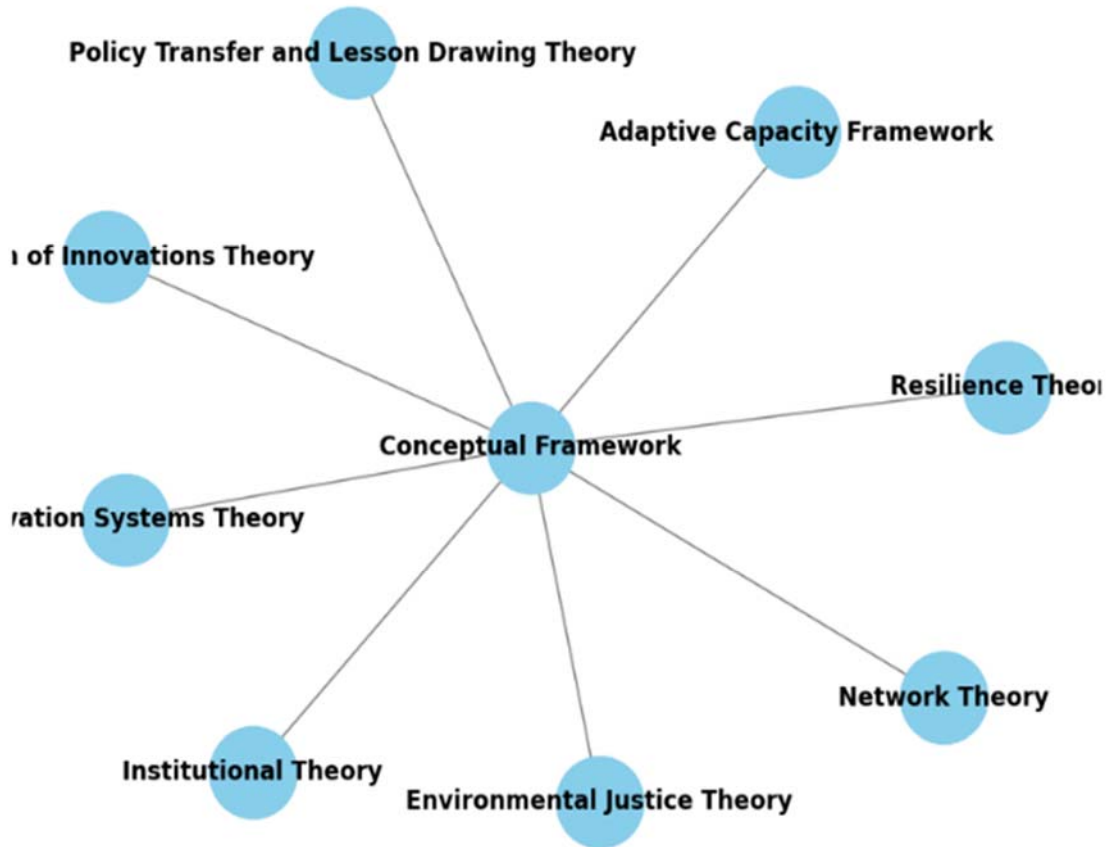 Policy Transfer and Lesson Drawing Theory
Adaptive Capacity Framework
of Innovations Theory
Resilience
Conceptual Framework
Systems Theory
Network Theory
Institutional Theory
Environmental Justice Theory